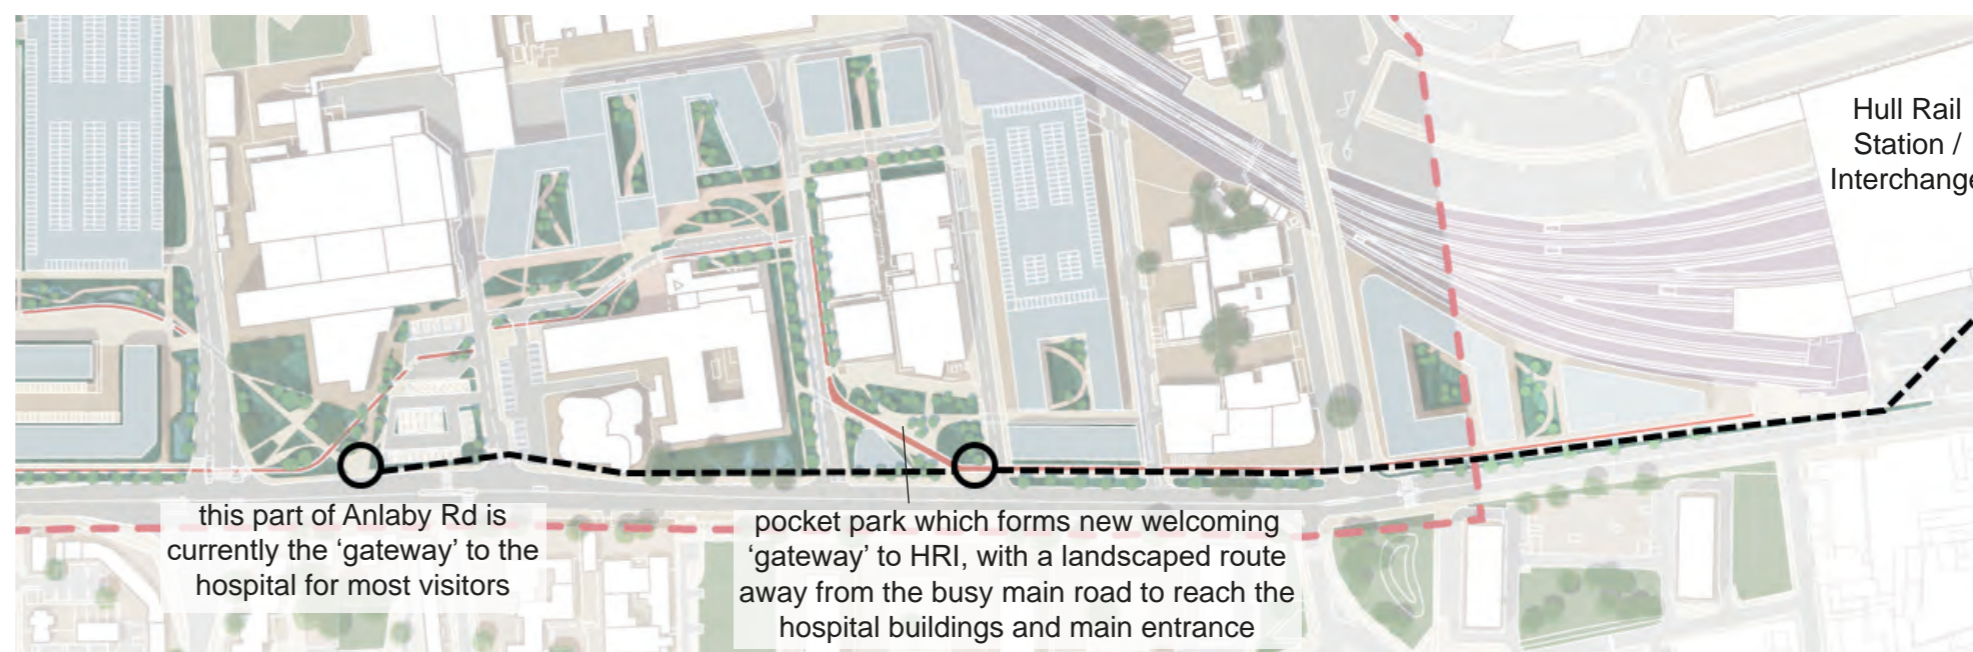 Hull Rail
Station /
Interchange
this part of Anlaby Rd is
currently the ‘gateway’ to the
hospital for most visitors
pocket park which forms new welcoming
‘gateway’ to HRI, with a landscaped route
away from the busy main road to reach the
hospital buildings and main entrance